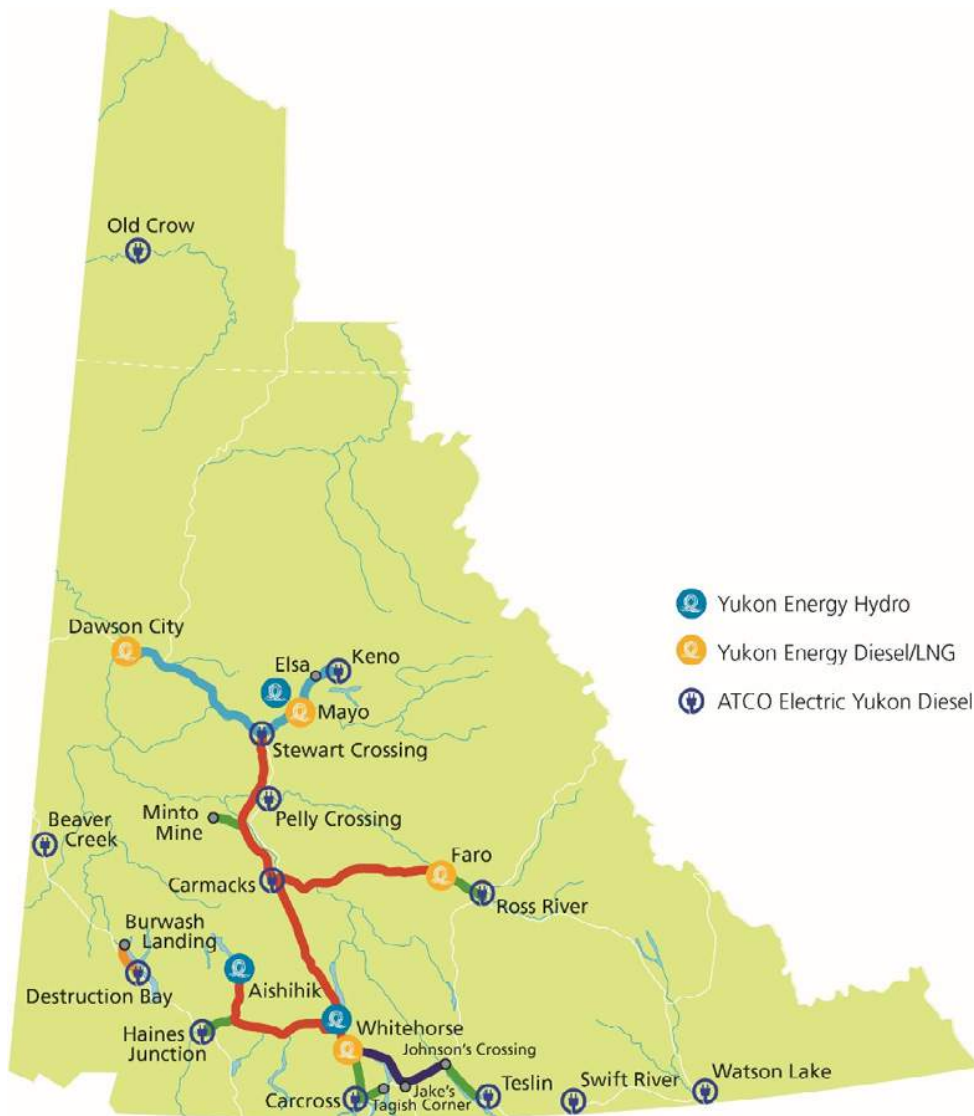 Old Crow
Dawson City
Elsa
Keno
Mayo
Stewart Crossing
Yukon Energy Hydro
Yukon Energy Diesel/LNG
ATCO Electric Yukon Diesel
Minto
Mine
Pelly Crossing
Beaver
Creek
Carmacks
Faro
Ross River
Burwash
Landing
Destruction Bay
Aishihik
Haines
Junction
Whitehorse
Johnson's Crossing
Carcross
Jake's
Tagish Corner
Teslin
Swift River
Watson Lake